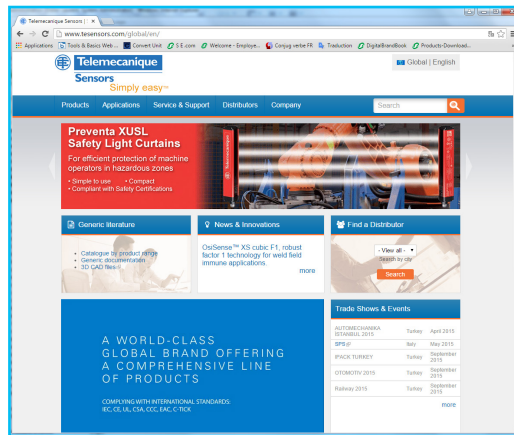 Telemecanique Sensors |
www.tesensors.com/global/en/
Applications Tools & Basics Web ... Convert Unit S·E.com Welcome - Employe... Conjug verbe FR Traduction DigitalBrandBook Products-Download...
Telemecanique
Sensors
Simply easy™
Global | English
Products Applications Service & Support Distributors Company Search
Preventa XUSL
Safety Light Curtains
For efficient protection of machine
operators in hazardous zones
• Simple to use • Compact
• Compliant with Safety Certifications
Telemecanique
Generic literature
• Catalogue by product range
• Generic documentation
• 3D CAD files
News & Innovations
OsiSense™ XS cubic F1, robust
factor 1 technology for weld field
immune applications
more
Find a Distributor
- View all -
Search by city
Search
A WORLD-CLASS
GLOBAL BRAND OFFERING
A COMPREHENSIVE LINE
OF PRODUCTS
COMPLYING WITH INTERNATIONAL STANDARDS:
IEC, CE, UL, CSA, CCC, EAC, C-TICK
Trade Shows & Events
AUTOMECHANIKA
ISTANBUL 2015 Turkey April 2015
SPS Italy May 2015
IPACK TURKEY Turkey September
2015
OTOMOTIV 2015 Turkey September
2015
Railway 2015 Turkey September
2015
more